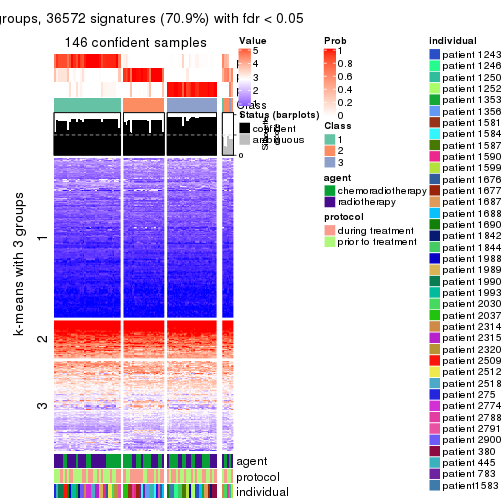 groups, 36572 signatures (70.9%) with fdr < 0.05
146 confident samples
k-means with 3 groups
1
2
3
Class
agent
protocol
individual
Value
5
4
3
2
1
Status (barplots)
confident
ambiguous
0
Prob
1
0.8
0.6
0.4
0.2
0
Class
1
2
3
agent
chemoradiotherapy
radiotherapy
protocol
during treatment
prior to treatment
individual
patient 1243
patient 1246
patient 1250
patient 1252
patient 1353
patient 1356
patient 1581
patient 1584
patient 1587
patient 1590
patient 1599
patient 1676
patient 1677
patient 1687
patient 1688
patient 1690
patient 1842
patient 1844
patient 1988
patient 1989
patient 1990
patient 1993
patient 2030
patient 2037
patient 2314
patient 2315
patient 2320
patient 2509
patient 2512
patient 2518
patient 275
patient 2774
patient 2788
patient 2791
patient 2900
patient 380
patient 445
patient 783
patient1583